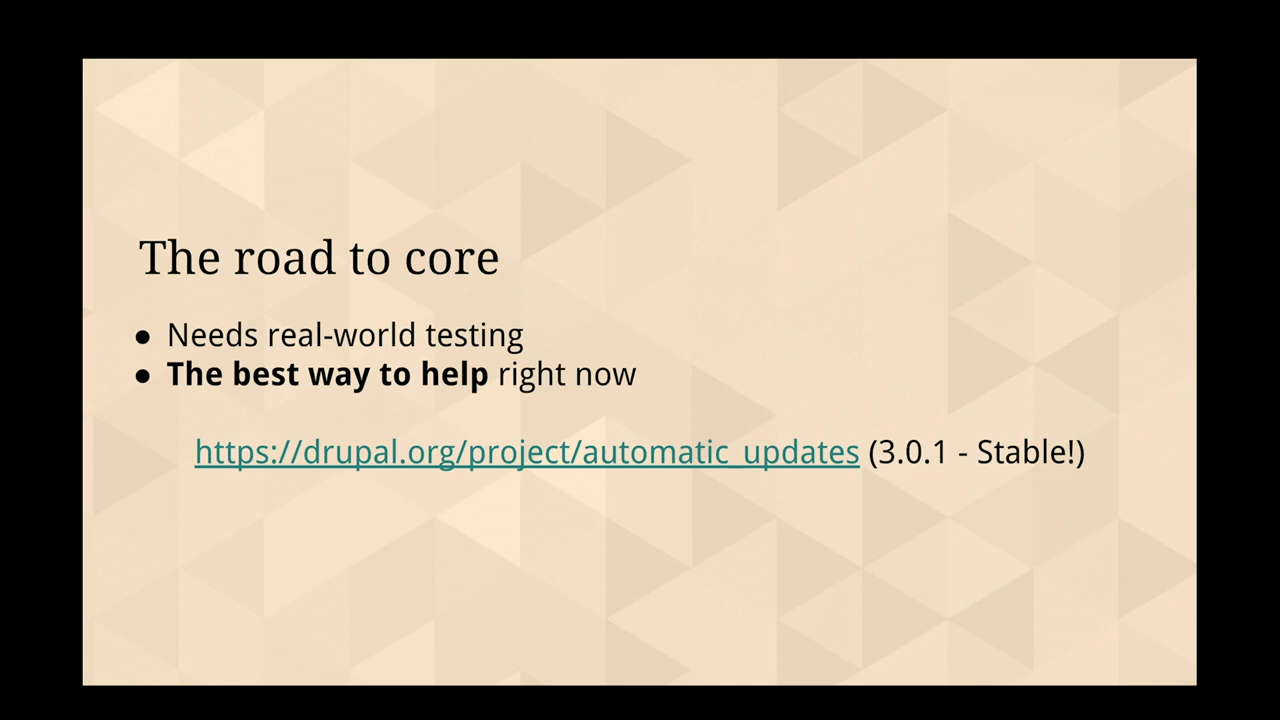 The road to core
● Needs real-world testing
● The best way to help right now
https://drupal.org/project/automatic_updates (3.0.1 - Stable!)